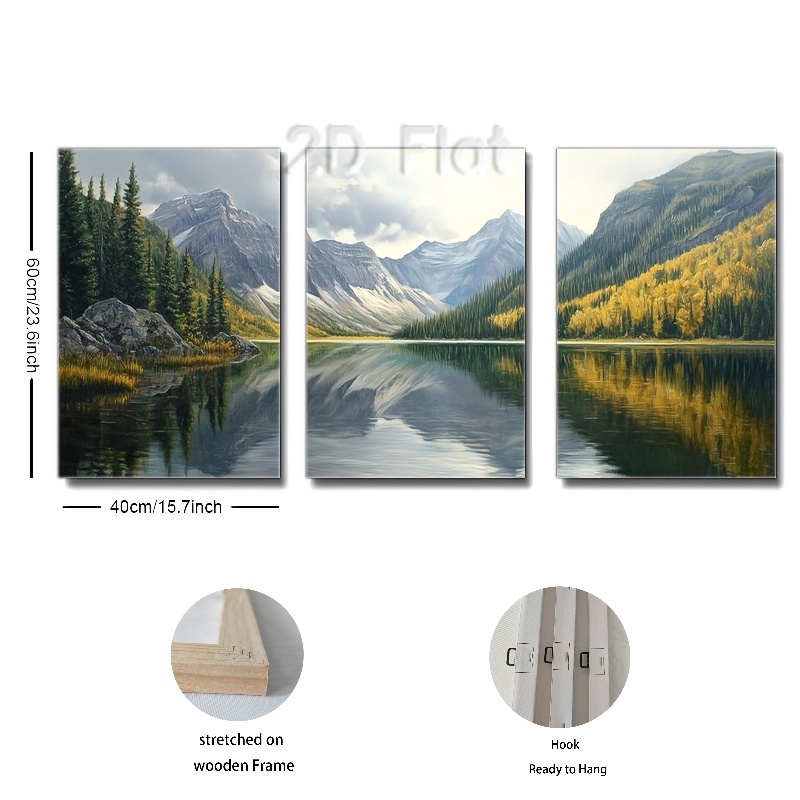 2D Flat
60cm/23.6inch
40cm/15.7inch
stretched on
wooden Frame
Hook
Ready to Hang